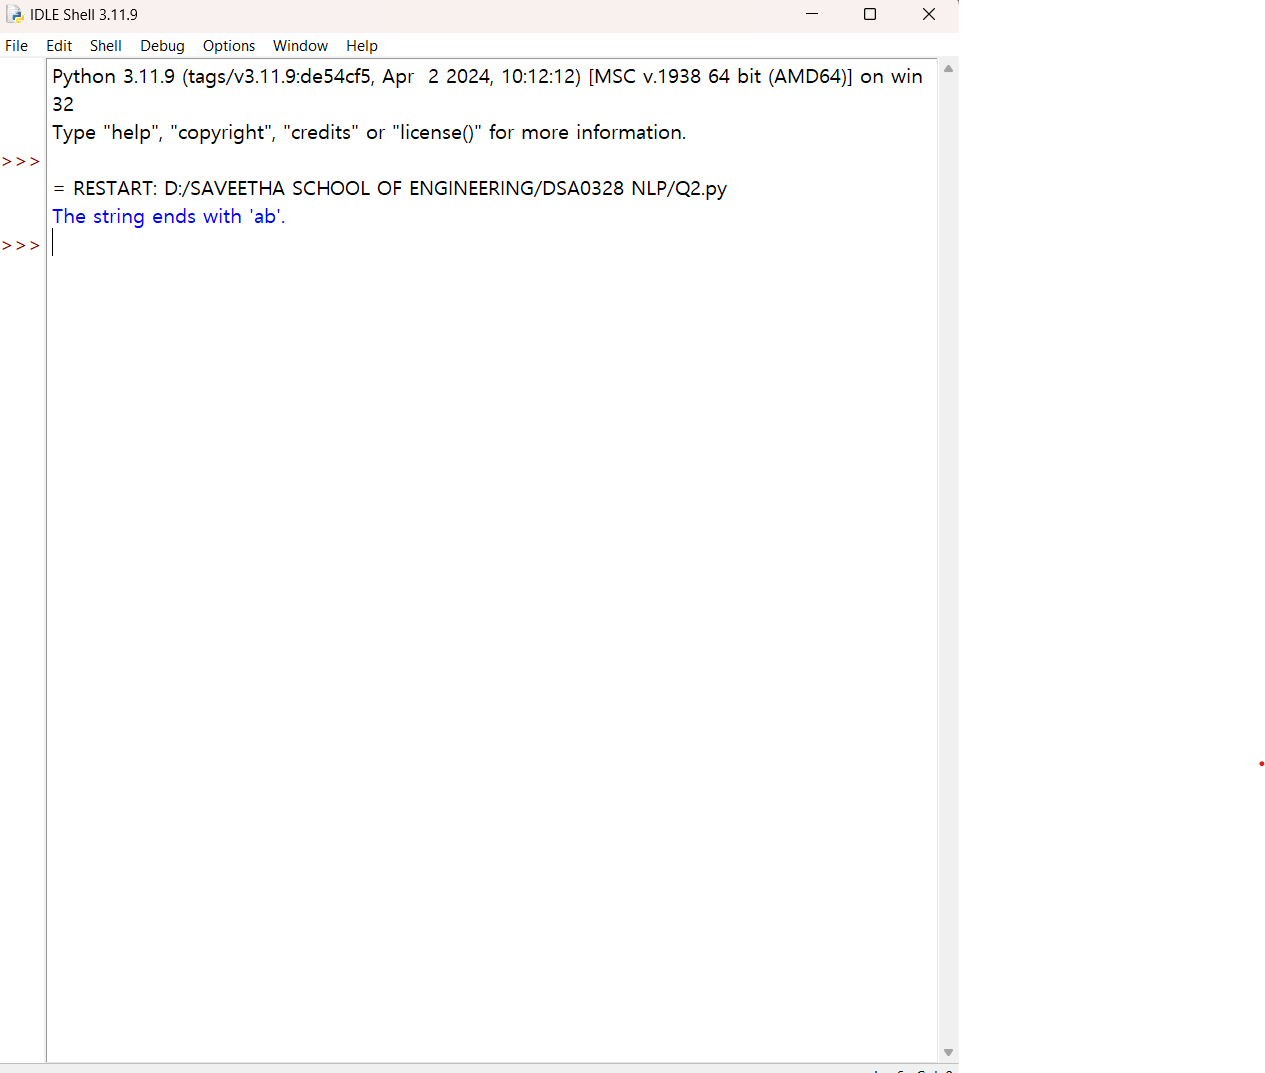 IDLE Shell 3.11.9
File Edit Shell Debug Options Window Help
Python 3.11.9 (tags/v3.11.9:de54cf5, Apr  2 2024, 10:12:12) [MSC v.1938 64 bit (AMD64)] on win
32
Type "help", "copyright", "credits" or "license()" for more information.
>>>
= RESTART: D:/SAVEETHA SCHOOL OF ENGINEERING/DSA0328 NLP/Q2.py
The string ends with 'ab'.
>>>